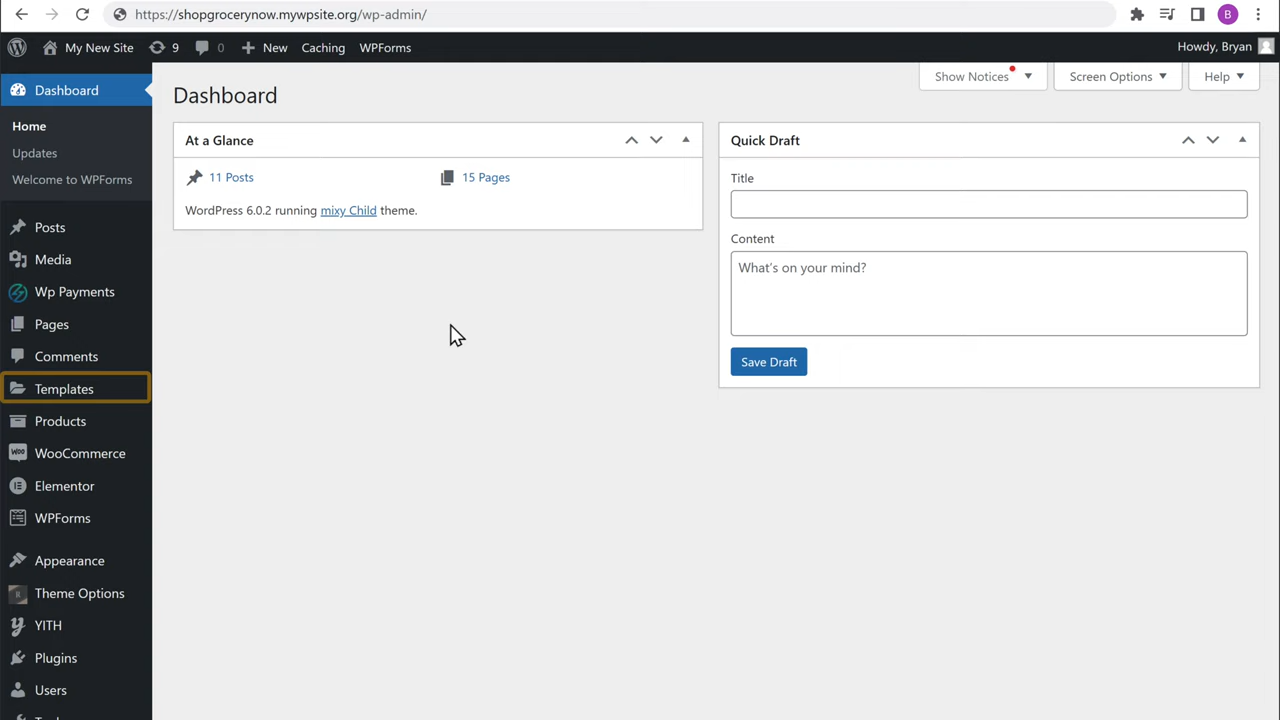 https://shopgrocerynow.mywpsite.org/wp-admin/
B
My New Site
9
0
New
Caching
WPForms
Howdy, Bryan
Dashboard
Home
Updates
Welcome to WPForms
Posts
Media
Wp Payments
Pages
Comments
Templates
Products
WooCommerce
Elementor
WPForms
Appearance
Theme Options
YITH
Plugins
Users
Show Notices
Screen Options
Help
Dashboard
At a Glance
11 Posts
15 Pages
WordPress 6.0.2 running mixy Child theme.
Quick Draft
Title
Content
What's on your mind?
Save Draft